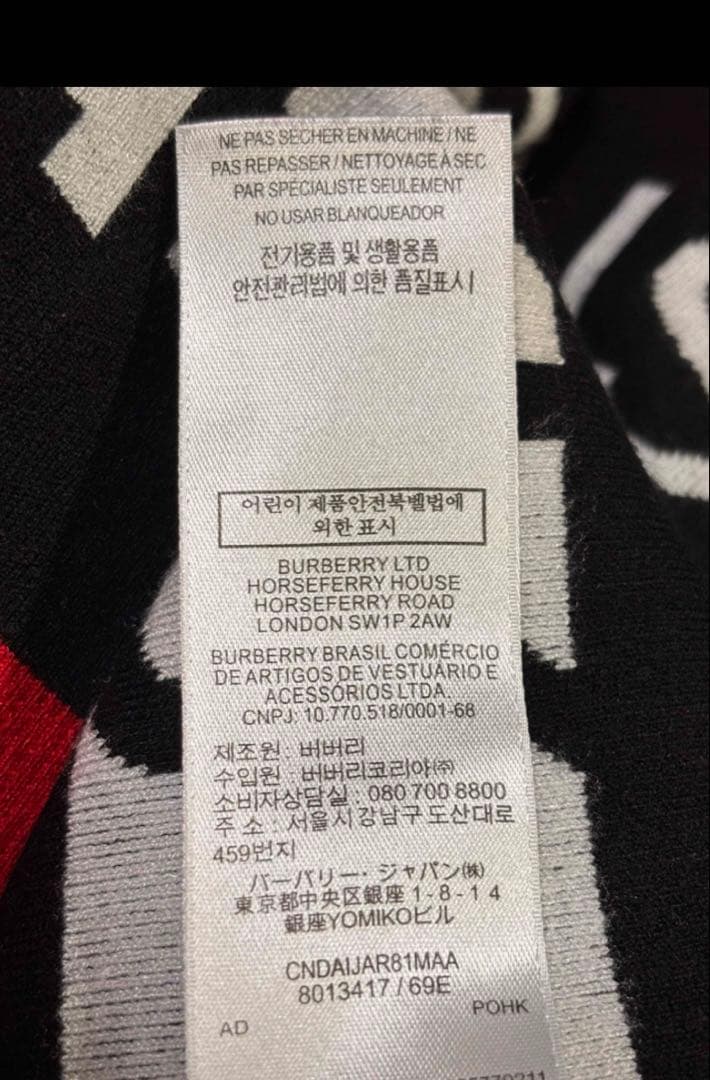 NE PAS SÉCHER EN MACHINE / NE
PAS REPASSER / NETTOYAGE À SEC
PAR SPÉCIALISTE SEULEMENT
NO USAR BLANQUEADOR
전기용품 및 생활용품
안전관리법에 의한 품질표시
어린이 제품안전북벨법에
의한 표시
BURBERRY LTD
HORSEFERRY HOUSE
HORSEFERRY ROAD
LONDON SW1P 2AW
BURBERRY BRASIL COMÉRCIO
DE ARTIGOS DE VESTUÁRIO E
ACESSÓRIOS LTDA.
CNPJ: 10.770.518/0001-68
제조원 : 버버리
수입원 : 버버리코리아㈜
소비자상담실 : 080 700 8800
주 소 : 서울시 강남구 도산대로
459번지
バーバリー・ジャパン㈱
東京都中央区銀座 1 - 8 - 1 4
銀座YOMIKOビル
CNDAIJAR81MAA
8013417 / 69E
POHK
AD